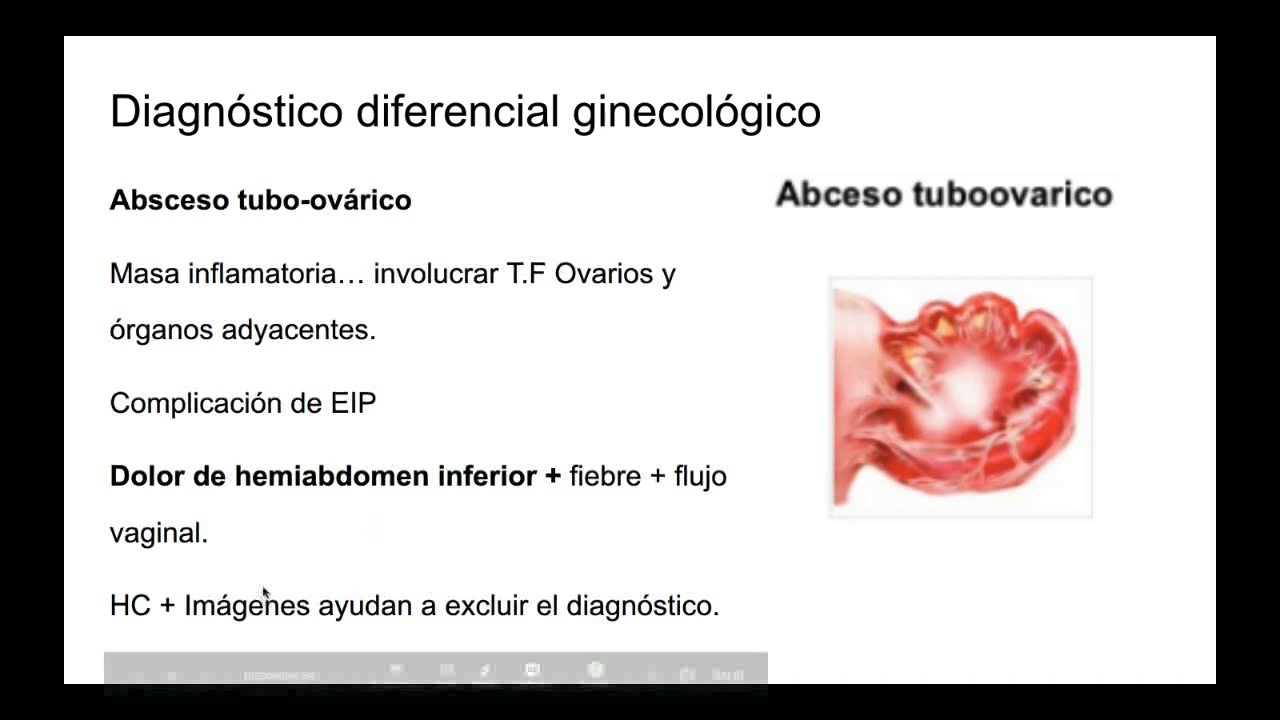 Diagnóstico diferencial ginecológico
Absceso tubo-ovárico
Abceso tuboovarico
Masa inflamatoria… involucrar T.F Ovarios y
órganos adyacentes.
Complicación de EIP
Dolor de hemiabdomen inferior + fiebre + flujo
vaginal.
HC + Imágenes ayudan a excluir el diagnóstico.